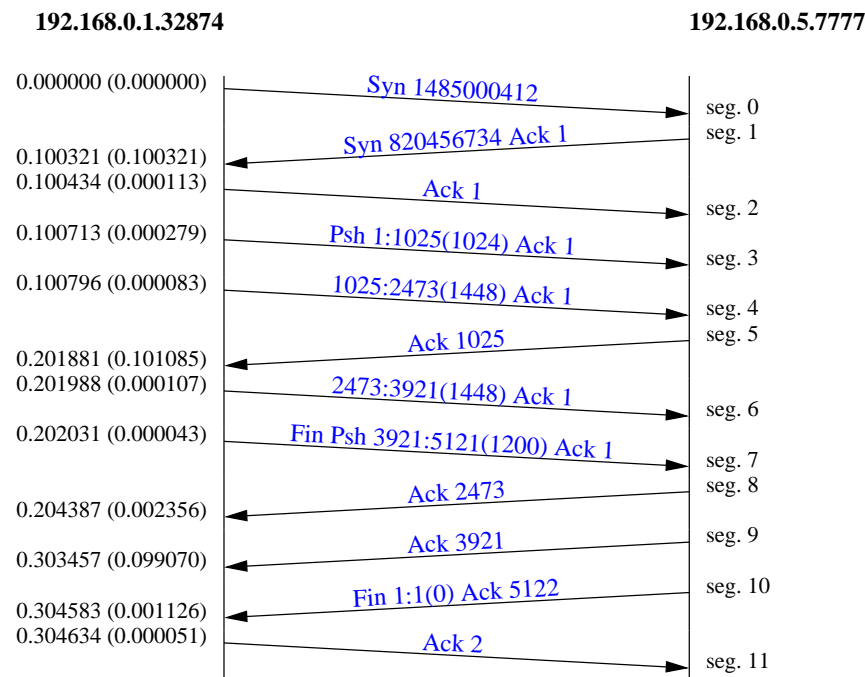 192.168.0.1.32874 192.168.0.5.7777
0.000000 (0.000000) Syn 1485000412 seg. 0
Syn 820456734 Ack 1 seg. 1
0.100321 (0.100321)
0.100434 (0.000113) Ack 1 seg. 2
0.100713 (0.000279) Psh 1:1025(1024) Ack 1 seg. 3
0.100796 (0.000083) 1025:2473(1448) Ack 1 seg. 4
Ack 1025 seg. 5
0.201881 (0.101085)
0.201988 (0.000107) 2473:3921(1448) Ack 1 seg. 6
0.202031 (0.000043) Fin Psh 3921:5121(1200) Ack 1 seg. 7
Ack 2473 seg. 8
0.204387 (0.002356)
Ack 3921 seg. 9
0.303457 (0.099070)
Fin 1:1(0) Ack 5122 seg. 10
0.304583 (0.001126)
0.304634 (0.000051) Ack 2 seg. 11